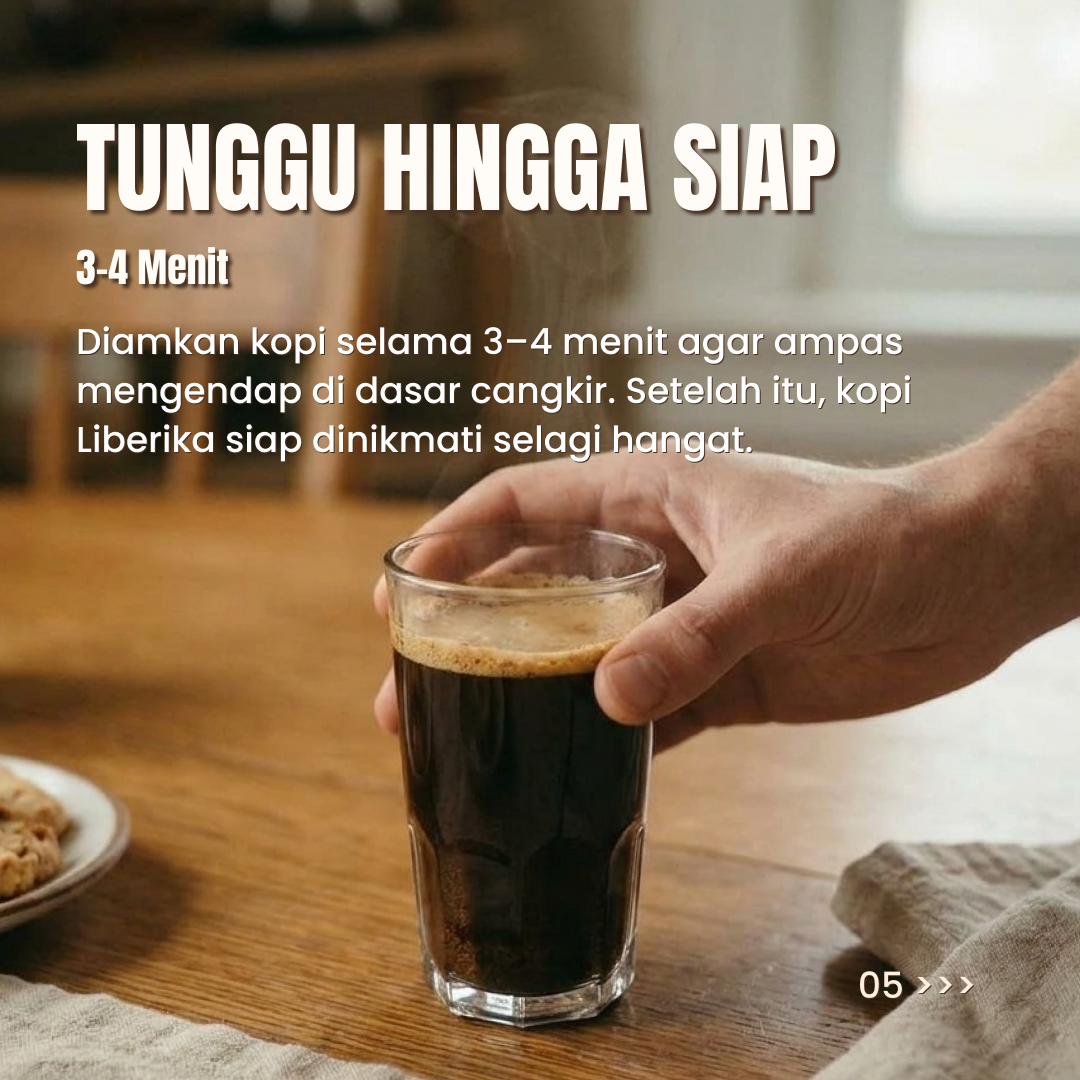 TUNGGU HINGGA SIAP
3-4 Menit
Diamkan kopi selama 3–4 menit agar ampas
mengendap di dasar cangkir. Setelah itu, kopi
Liberika siap dinikmati selagi hangat.
05 >>>